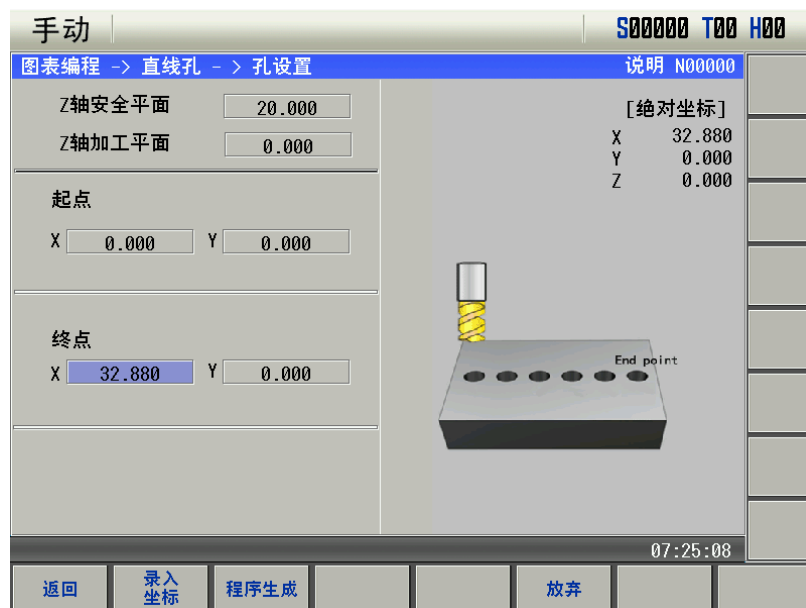 手动 S00000 T00 H00
图表编程 -> 直线孔 - > 孔设置 说明 N00000
Z轴安全平面 20.000
Z轴加工平面 0.000
[绝对坐标]
X 32.880
Y 0.000
Z 0.000
起点
X 0.000 Y 0.000
终点
X 32.880 Y 0.000
End point
07:25:08
返回 录入坐标 程序生成 放弃